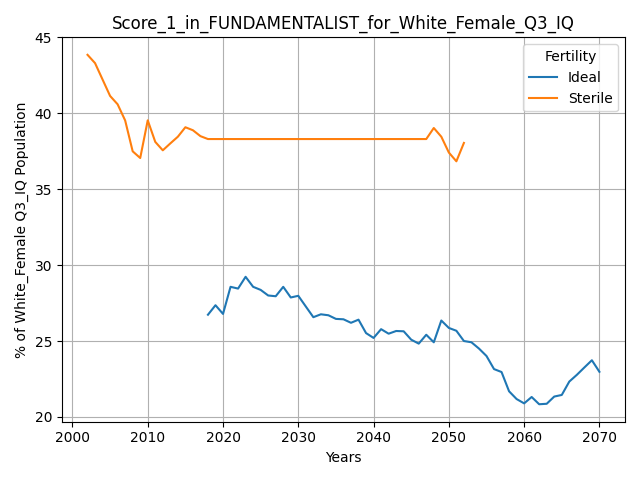 Score_1_in_FUNDAMENTALIST_for_White_Female_Q3_IQ
% of White_Female Q3_IQ Population
45
40
35
30
25
20
Fertility
Ideal
Sterile
2000 2010 2020 2030 2040 2050 2060 2070
Years